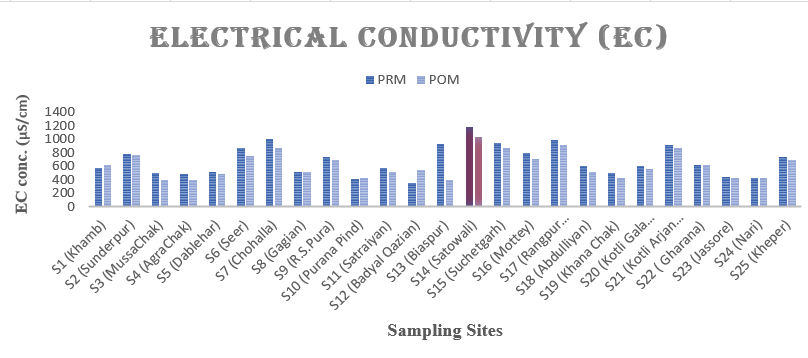 ELECTRICAL CONDUCTIVITY (EC)
PRM POM
EC conc. (µS/cm)
1400
1200
1000
800
600
400
200
0
S1 (Khamb)
S2 (Sunderpur)
S3 (MussaChak)
S4 (AgraChak)
S5 (Dablehar)
S6 (Seer)
S7 (Chohalla)
S8 (Gagian)
S9 (R.S.Pura)
S10 (Purana Pind)
S11 (Satraiyan)
S12 (Badyal Qazian)
S13 (Biaspur)
S14 (Satowali)
S15 (Suchetgarh)
S16 (Mottey)
S17 (Rangpur...
S18 (Abdulliyan)
S19 (Khana Chak)
S20 (Kotli Gala...
S21 (Kotli Arjan...
S22 ( Gharana)
S23 (Jassore)
S24 (Nari)
S25 (Kheper)
Sampling Sites